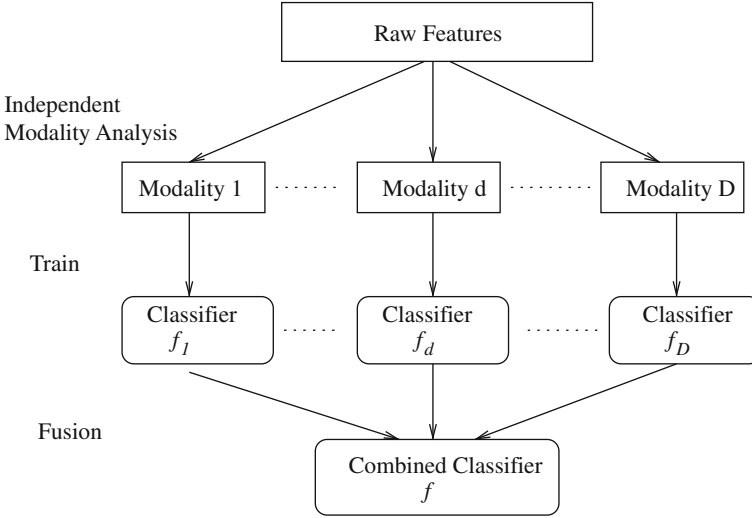 Raw Features
Independent
Modality Analysis
Modality 1
Modality d
Modality D
Train
Classifier
f1
Classifier
fd
Classifier
fD
Fusion
Combined Classifier
f